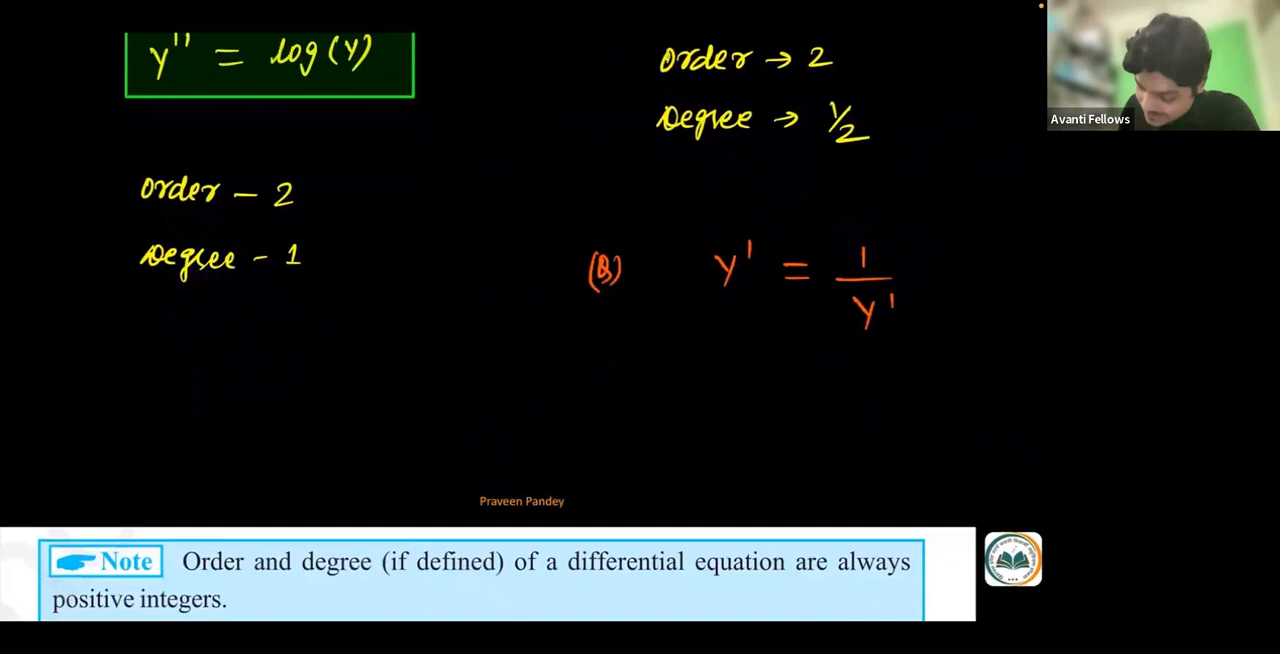 y'' = log(y)
Order - 2
Degree - 1
Order → 2
Degree → 1/2
(B) y' = 1/y'
Avanti Fellows
Praveen Pandey
Note Order and degree (if defined) of a differential equation are always
positive integers.